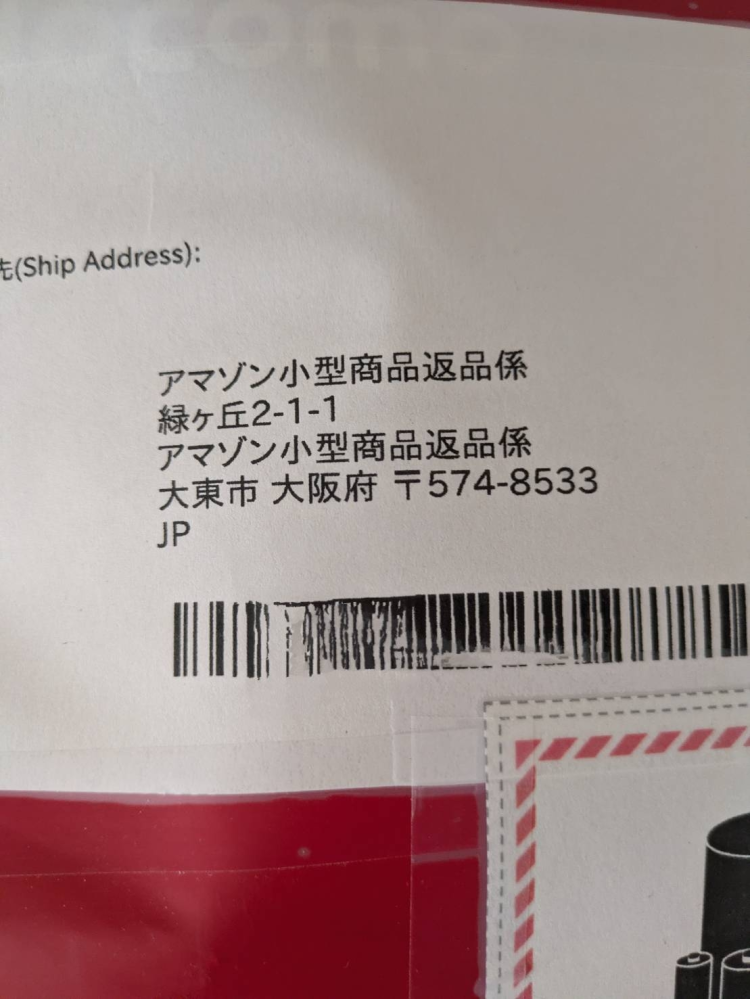 先(Ship Address):
アマゾン小型商品返品係
緑ヶ丘2-1-1
アマゾン小型商品返品係
大東市 大阪府 〒574-8533
JP